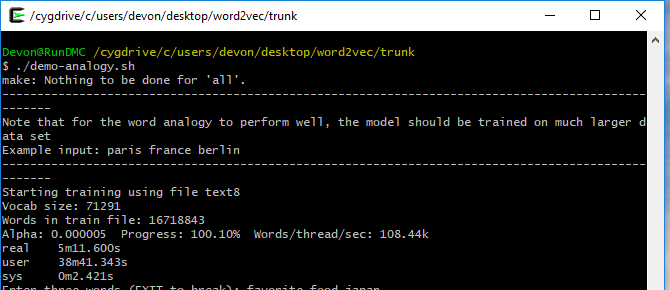 /cygdrive/c/users/devon/desktop/word2vec/trunk
Devon@RunDMC /cygdrive/c/users/devon/desktop/word2vec/trunk
$ ./demo-analogy.sh
make: Nothing to be done for 'all'.
--------------------------------------------------------------------------------
-------
Note that for the word analogy to perform well, the model should be trained on much larger d
ata set
Example input: paris france berlin
--------------------------------------------------------------------------------
-------
Starting training using file text8
Vocab size: 71291
Words in train file: 16718843
Alpha: 0.000005  Progress: 100.10%  Words/thread/sec: 108.44k
real    5m11.600s
user    38m41.343s
sys     0m2.421s
Enter three words (EXIT to break): favorite food japan